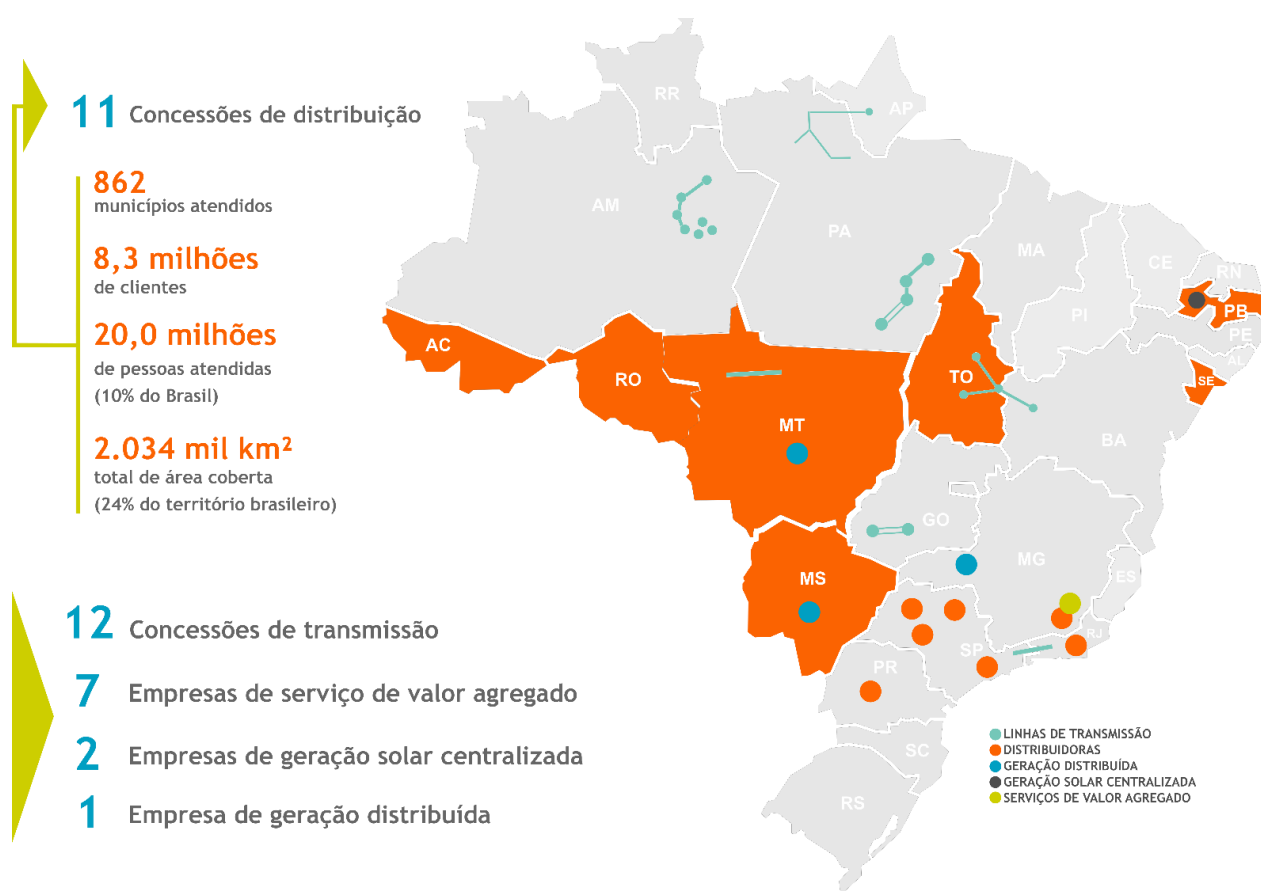 11 Concessões de distribuição
862
municípios atendidos
8,3 milhões
de clientes
20,0 milhões
de pessoas atendidas
(10% do Brasil)
2.034 mil km²
total de área coberta
(24% do território brasileiro)
12 Concessões de transmissão
7 Empresas de serviço de valor agregado
2 Empresas de geração solar centralizada
1 Empresa de geração distribuída
RR
AP
AM
PA
MA
CE
RN
PI
PB
PE
AL
SE
AC
RO
TO
MT
BA
GO
MG
ES
MS
SP
RJ
PR
SC
RS
LINHAS DE TRANSMISSÃO
DISTRIBUIDORAS
GERAÇÃO DISTRIBUÍDA
GERAÇÃO SOLAR CENTRALIZADA
SERVIÇOS DE VALOR AGREGADO